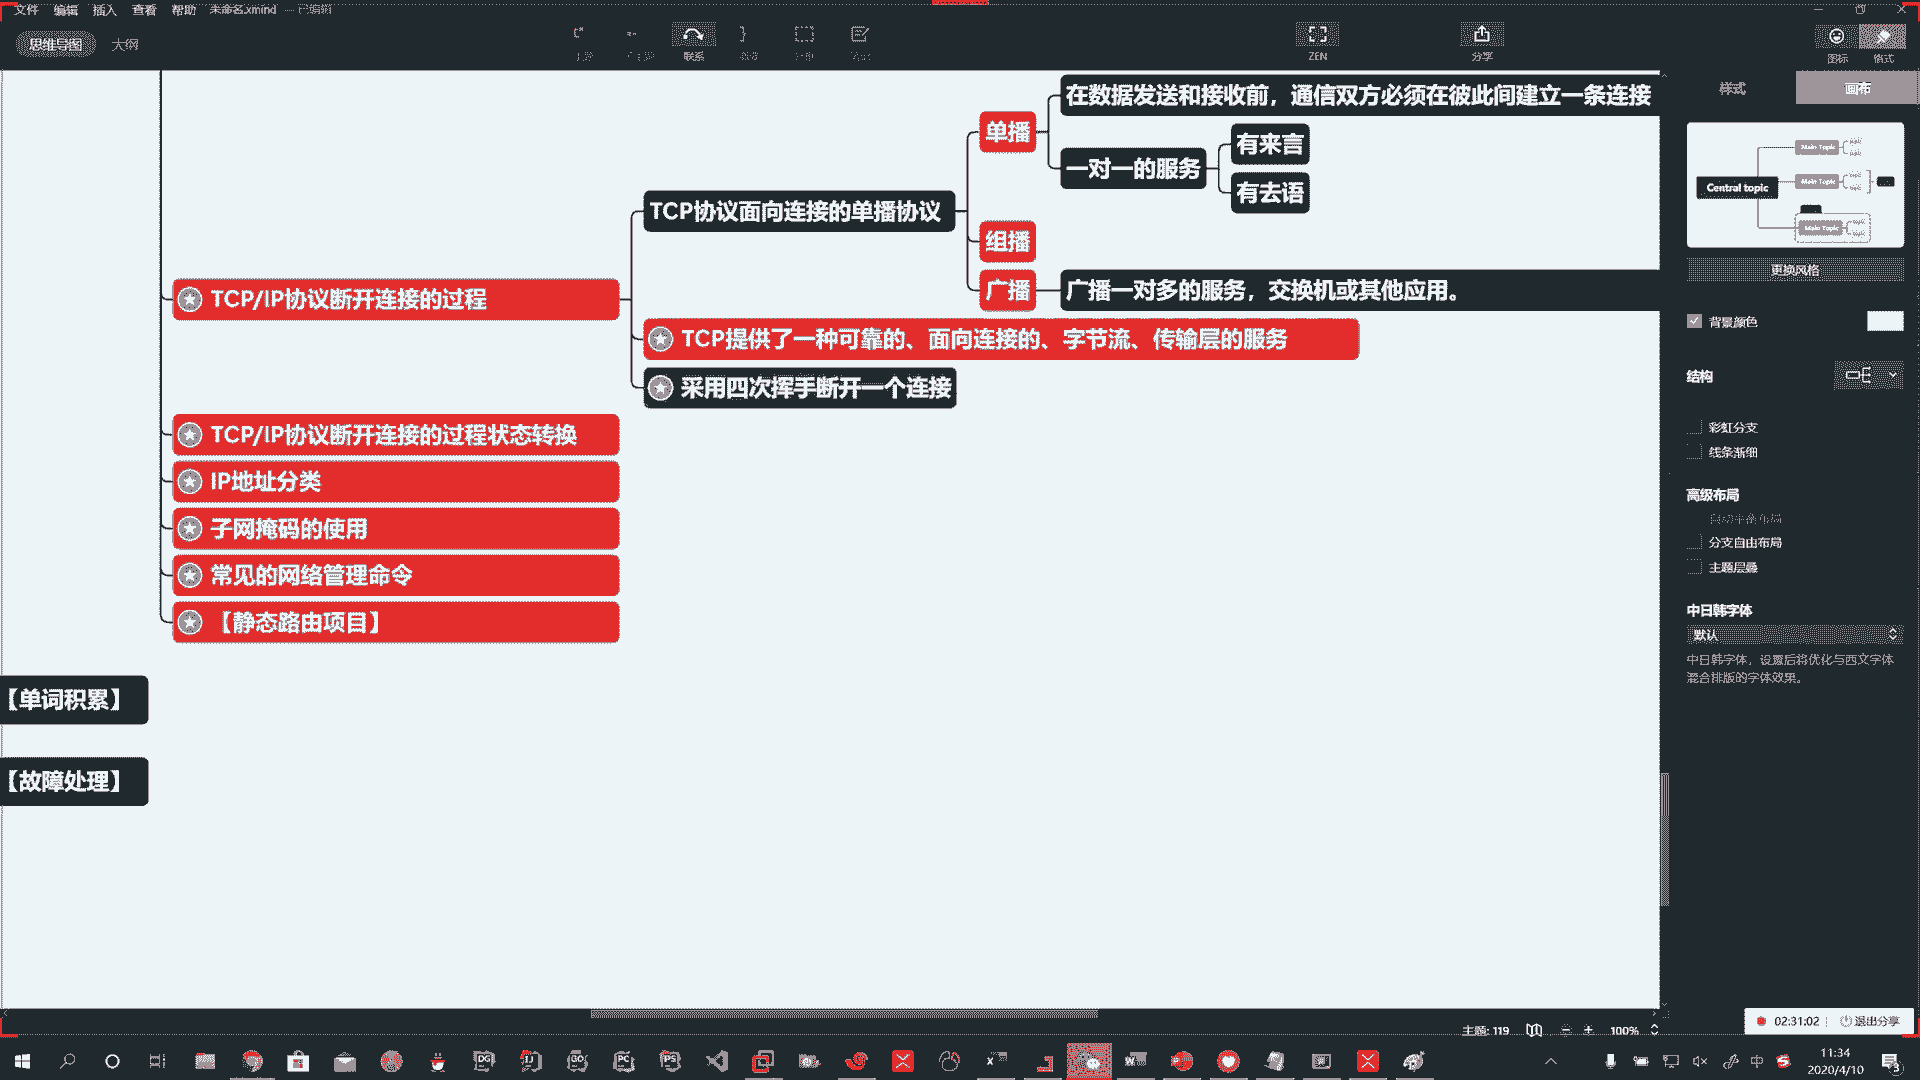 文件 编辑 插入 查看 帮助 未命名.xmind — 已编辑
思维导图 大纲
联系 ZEN 分享 图标 格式
样式 画布
在数据发送和接收前，通信双方必须在彼此间建立一条连接
单播
有来言
一对一的服务
有去语
TCP协议面向连接的单播协议
组播
广播
广播一对多的服务，交换机或其他应用。
TCP/IP协议断开连接的过程
TCP提供了一种可靠的、面向连接的、字节流、传输层的服务
采用四次挥手断开一个连接
TCP/IP协议断开连接的过程状态转换
IP地址分类
子网掩码的使用
常见的网络管理命令
【静态路由项目】
【单词积累】
【故障处理】
Central topic
Main Topic
Main Topic
Main Topic
更换风格
背景颜色
结构
彩虹分支
线条渐细
高级布局
自动平衡布局
分支自由布局
主题层叠
中日韩字体
默认
中日韩字体，设置后将优化与西文字体
混合排版的字体效果。
主题: 119 100%
02:31:02 退出分享
中
11:34
2020/4/10